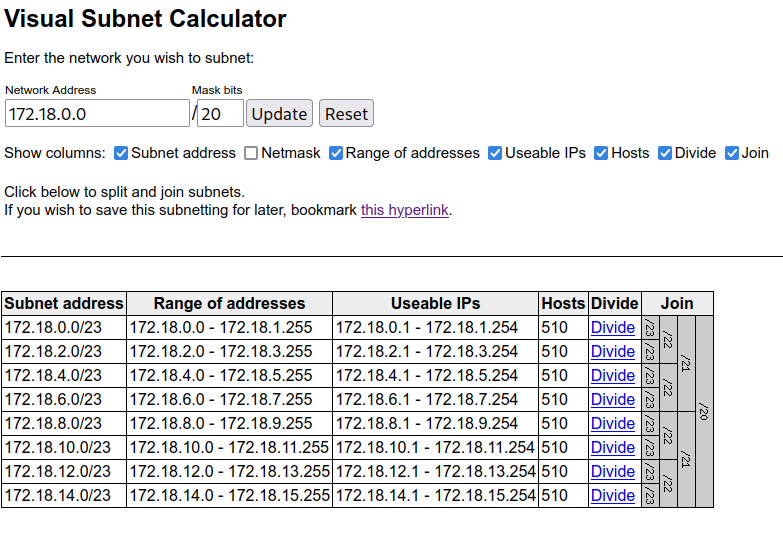 Visual Subnet Calculator
Enter the network you wish to subnet:
Network Address Mask bits
172.18.0.0 / 20 Update Reset
Show columns: Subnet address Netmask Range of addresses Useable IPs Hosts Divide Join
Click below to split and join subnets.
If you wish to save this subnetting for later, bookmark this hyperlink.
Subnet address Range of addresses Useable IPs Hosts Divide Join
172.18.0.0/23 172.18.0.0 - 172.18.1.255 172.18.0.1 - 172.18.1.254 510 Divide /23 /22 /21 /20
172.18.2.0/23 172.18.2.0 - 172.18.3.255 172.18.2.1 - 172.18.3.254 510 Divide /23
172.18.4.0/23 172.18.4.0 - 172.18.5.255 172.18.4.1 - 172.18.5.254 510 Divide /23 /22
172.18.6.0/23 172.18.6.0 - 172.18.7.255 172.18.6.1 - 172.18.7.254 510 Divide /23
172.18.8.0/23 172.18.8.0 - 172.18.9.255 172.18.8.1 - 172.18.9.254 510 Divide /23 /22 /21
172.18.10.0/23 172.18.10.0 - 172.18.11.255 172.18.10.1 - 172.18.11.254 510 Divide /23
172.18.12.0/23 172.18.12.0 - 172.18.13.255 172.18.12.1 - 172.18.13.254 510 Divide /23 /22
172.18.14.0/23 172.18.14.0 - 172.18.15.255 172.18.14.1 - 172.18.15.254 510 Divide /23